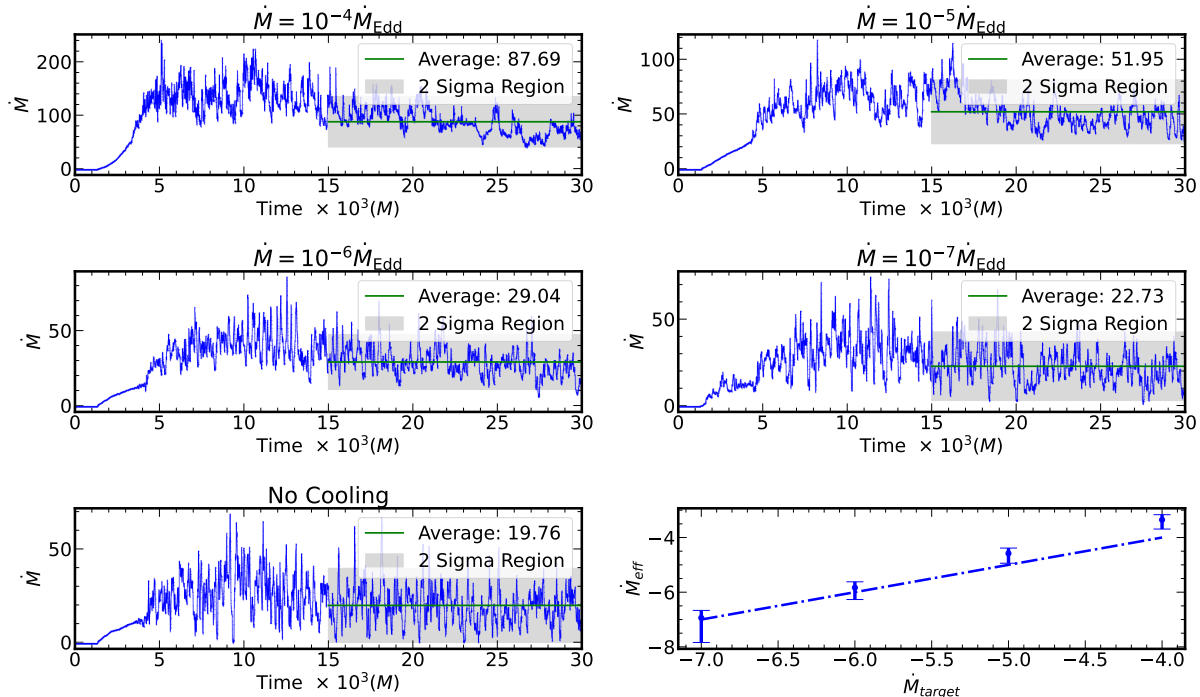 Ṁ = 10⁻⁴Ṁ_Edd
Ṁ
200
100
0
Average: 87.69
2 Sigma Region
0 5 10 15 20 25 30
Time × 10³(M)
Ṁ = 10⁻⁵Ṁ_Edd
Ṁ
100
50
0
Average: 51.95
2 Sigma Region
0 5 10 15 20 25 30
Time × 10³(M)
Ṁ = 10⁻⁶Ṁ_Edd
Ṁ
50
0
Average: 29.04
2 Sigma Region
0 5 10 15 20 25 30
Time × 10³(M)
Ṁ = 10⁻⁷Ṁ_Edd
Ṁ
50
0
Average: 22.73
2 Sigma Region
0 5 10 15 20 25 30
Time × 10³(M)
No Cooling
Ṁ
50
0
Average: 19.76
2 Sigma Region
0 5 10 15 20 25 30
Time × 10³(M)
Ṁ_eff
−4
−6
−8
−7.0 −6.5 −6.0 −5.5 −5.0 −4.5 −4.0
Ṁ_target